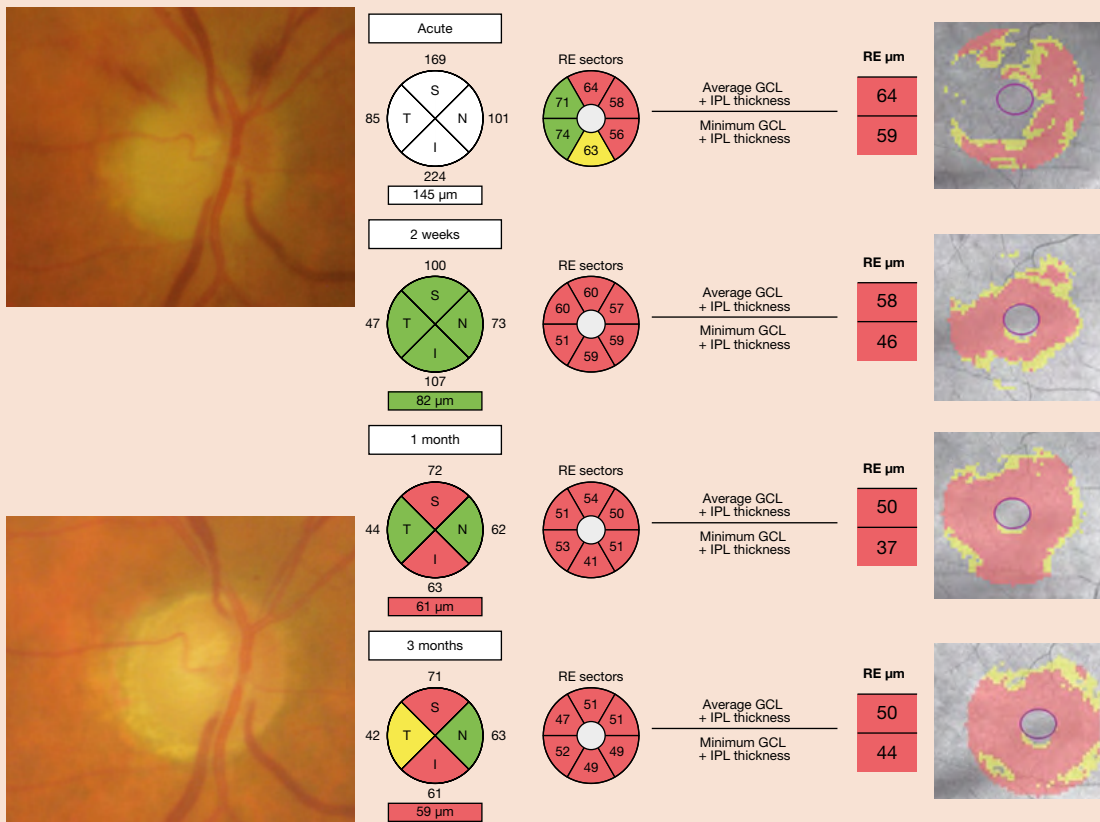 Acute
169
S
85
T
N
101
I
224
145 µm
RE sectors
64
71
58
74
56
63
Average GCL
+ IPL thickness
Minimum GCL
+ IPL thickness
RE µm
64
59
2 weeks
100
S
47
T
N
73
I
107
82 µm
RE sectors
60
60
57
51
59
59
Average GCL
+ IPL thickness
Minimum GCL
+ IPL thickness
RE µm
58
46
1 month
72
S
44
T
N
62
I
63
61 µm
RE sectors
54
51
50
53
51
41
Average GCL
+ IPL thickness
Minimum GCL
+ IPL thickness
RE µm
50
37
3 months
71
S
42
T
N
63
I
61
59 µm
RE sectors
51
47
51
52
49
49
Average GCL
+ IPL thickness
Minimum GCL
+ IPL thickness
RE µm
50
44